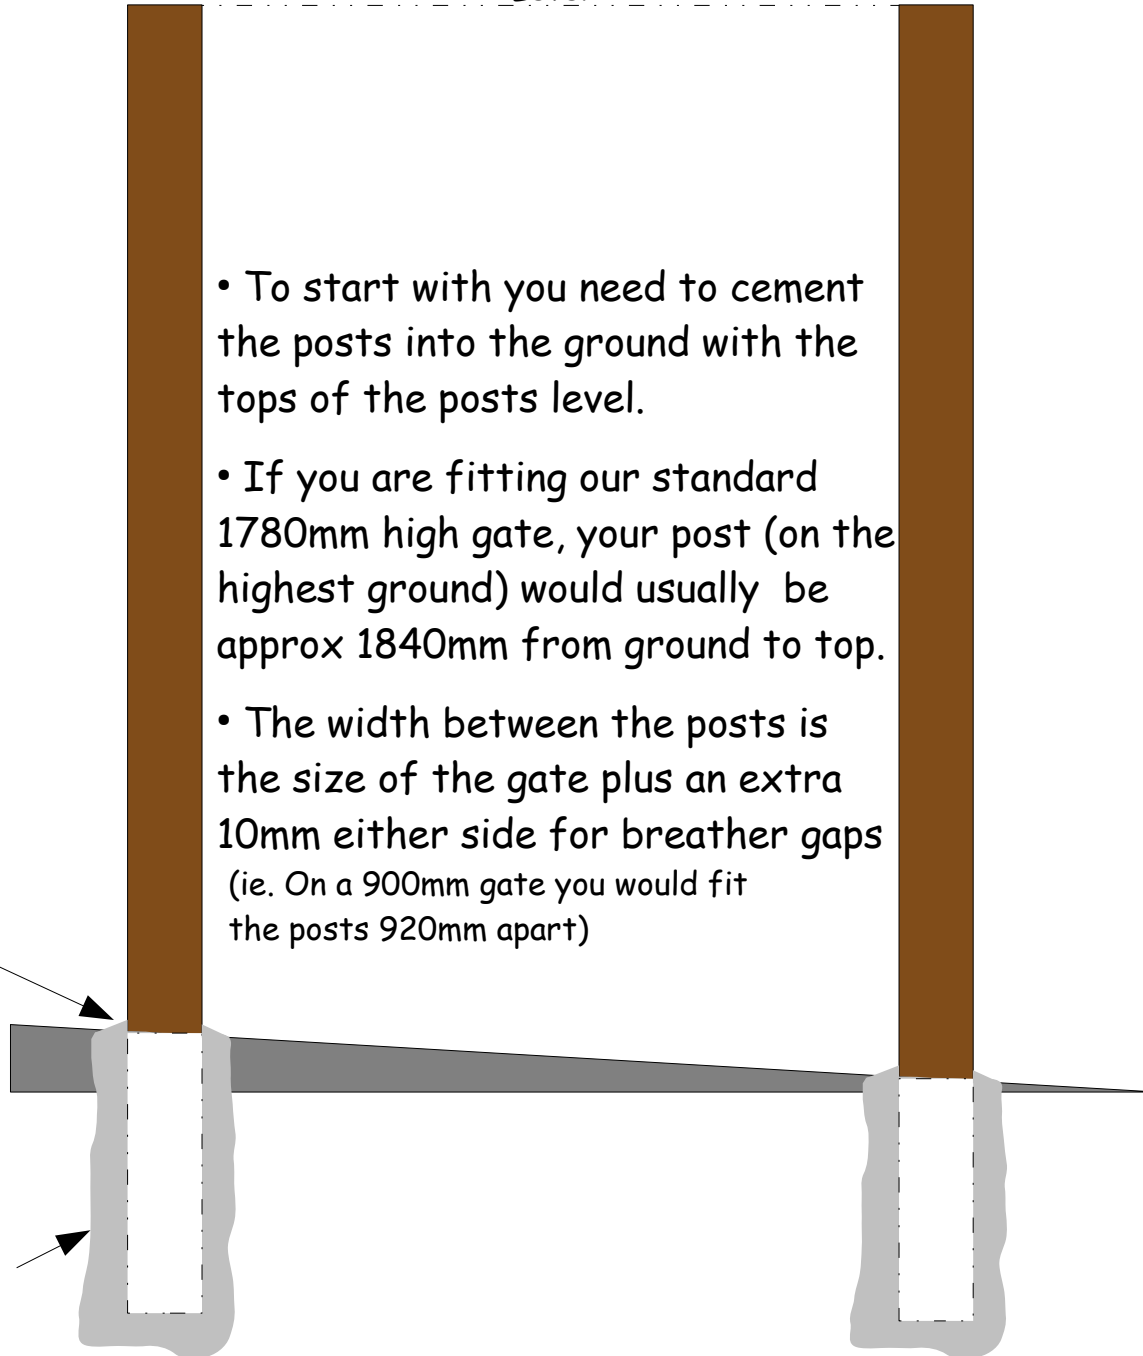 • To start with you need to cement
the posts into the ground with the
tops of the posts level.
• If you are fitting our standard
1780mm high gate, your post (on the
highest ground) would usually  be
approx 1840mm from ground to top.
• The width between the posts is
the size of the gate plus an extra
10mm either side for breather gaps
(ie. On a 900mm gate you would fit
the posts 920mm apart)